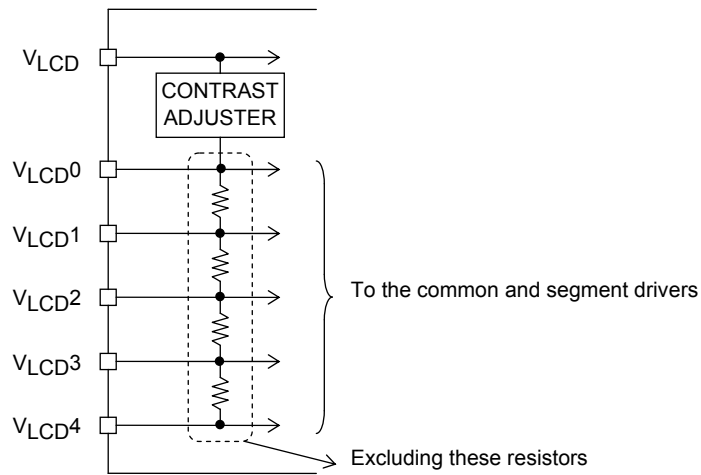 VLCD
CONTRAST
ADJUSTER
VLCD0
VLCD1
VLCD2
To the common and segment drivers
VLCD3
VLCD4
Excluding these resistors